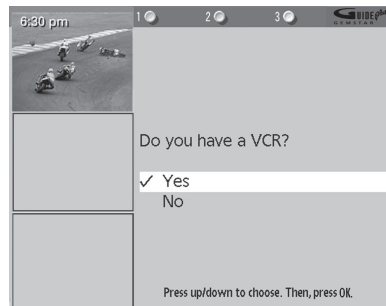 6:30 pm
1 2 3
GUIDE Plus
GEMSTAR
Do you have a VCR?
✓ Yes
No
Press up/down to choose. Then, press OK.